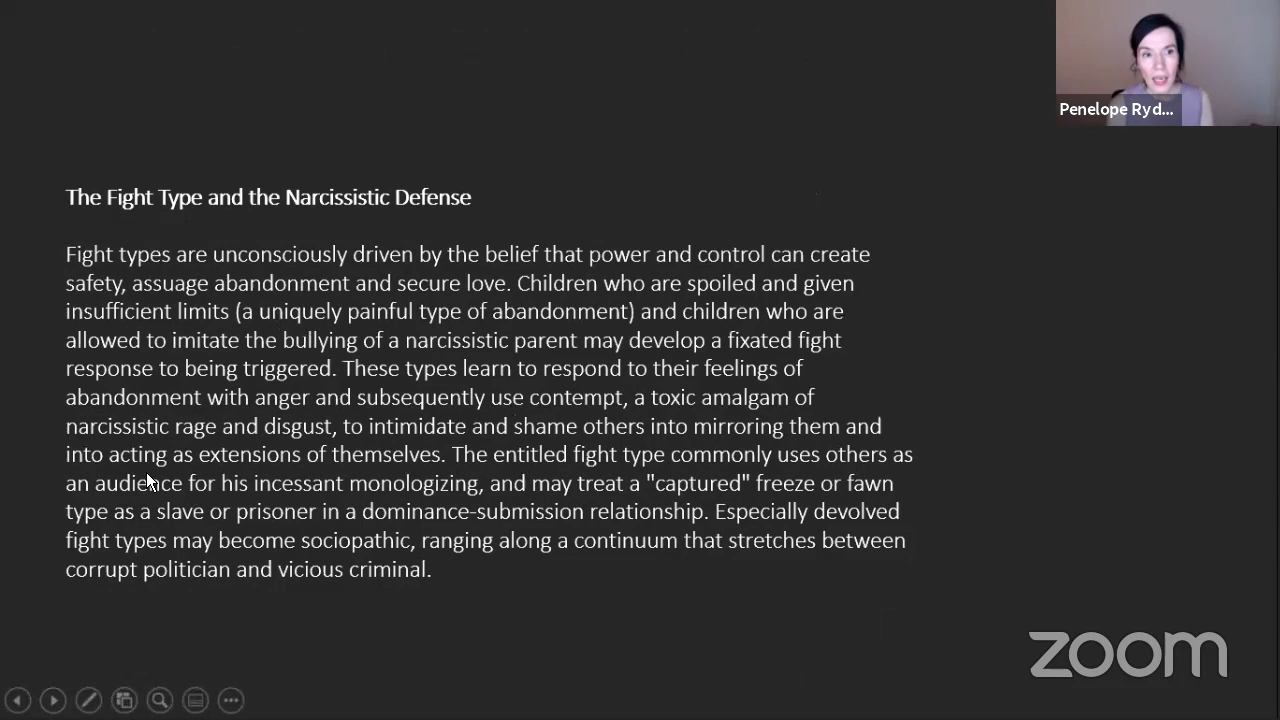 Penelope Ryd...
The Fight Type and the Narcissistic Defense
Fight types are unconsciously driven by the belief that power and control can create
safety, assuage abandonment and secure love. Children who are spoiled and given
insufficient limits (a uniquely painful type of abandonment) and children who are
allowed to imitate the bullying of a narcissistic parent may develop a fixated fight
response to being triggered. These types learn to respond to their feelings of
abandonment with anger and subsequently use contempt, a toxic amalgam of
narcissistic rage and disgust, to intimidate and shame others into mirroring them and
into acting as extensions of themselves. The entitled fight type commonly uses others as
an audience for his incessant monologizing, and may treat a "captured" freeze or fawn
type as a slave or prisoner in a dominance-submission relationship. Especially devolved
fight types may become sociopathic, ranging along a continuum that stretches between
corrupt politician and vicious criminal.
zoom